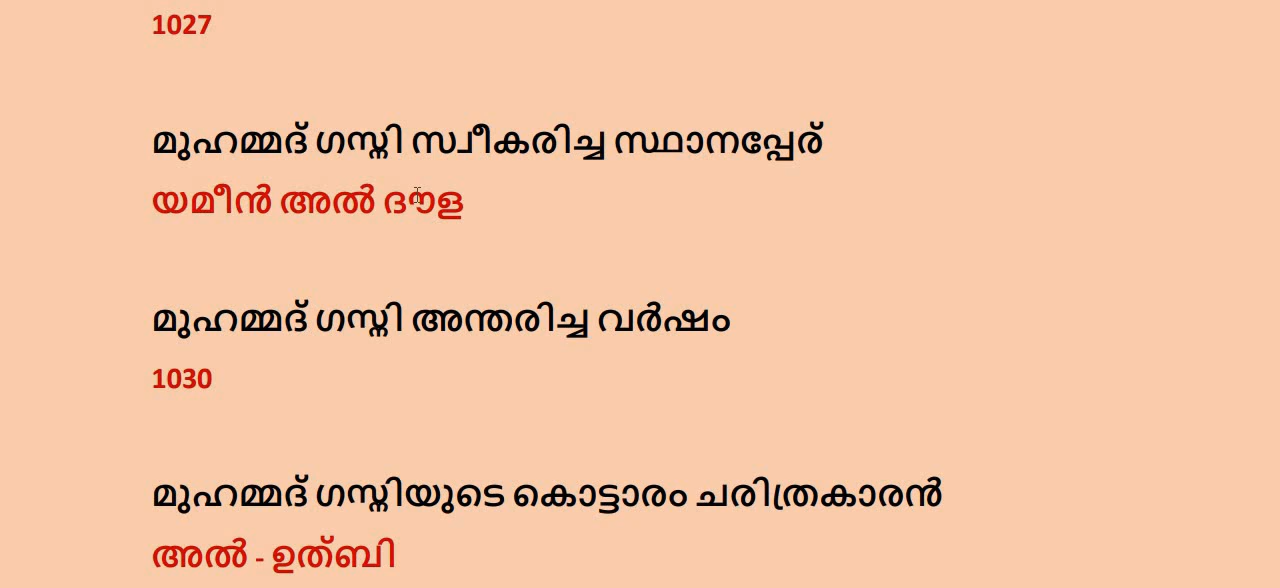 1027
മുഹമ്മദ് ഗസ്നി സ്വീകരിച്ച സ്ഥാനപ്പേര്
യമീൻ അൽ ദൗള
മുഹമ്മദ് ഗസ്നി അന്തരിച്ച വർഷം
1030
മുഹമ്മദ് ഗസ്നിയുടെ കൊട്ടാരം ചരിത്രകാരൻ
അൽ - ഉത്ബി